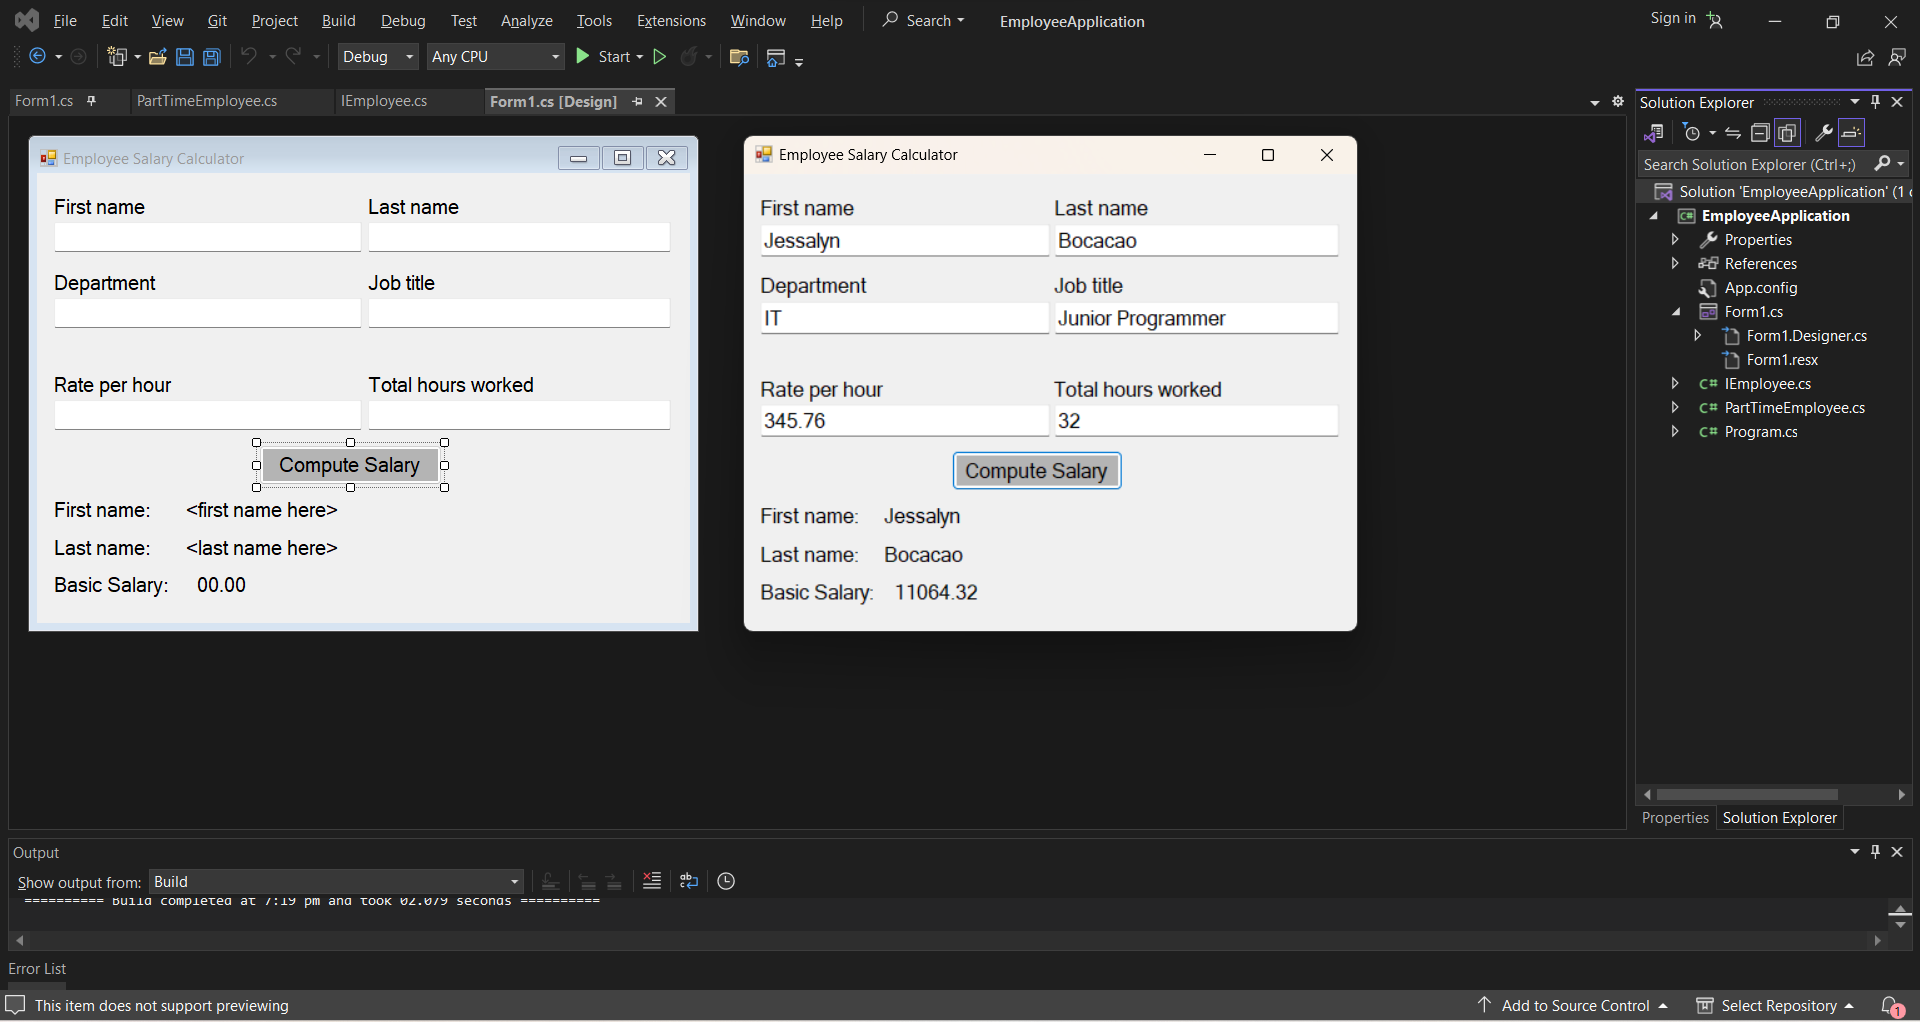 File Edit View Git Project Build Debug Test Analyze Tools Extensions Window Help Search EmployeeApplication Sign in
Debug Any CPU Start
Form1.cs PartTimeEmployee.cs IEmployee.cs Form1.cs [Design]
Employee Salary Calculator
First name Last name
Department Job title
Rate per hour Total hours worked
Compute Salary
First name: <first name here>
Last name: <last name here>
Basic Salary: 00.00
Employee Salary Calculator
First name Last name
Jessalyn Bocacao
Department Job title
IT Junior Programmer
Rate per hour Total hours worked
345.76 32
Compute Salary
First name: Jessalyn
Last name: Bocacao
Basic Salary: 11064.32
Solution Explorer
Search Solution Explorer (Ctrl+;)
Solution 'EmployeeApplication' (1
C# EmployeeApplication
Properties
References
App.config
Form1.cs
Form1.Designer.cs
Form1.resx
C# IEmployee.cs
C# PartTimeEmployee.cs
C# Program.cs
Properties Solution Explorer
Output
Show output from: Build
========== Build completed at 7:19 pm and took 02.079 seconds ==========
Error List
This item does not support previewing
Add to Source Control Select Repository 1